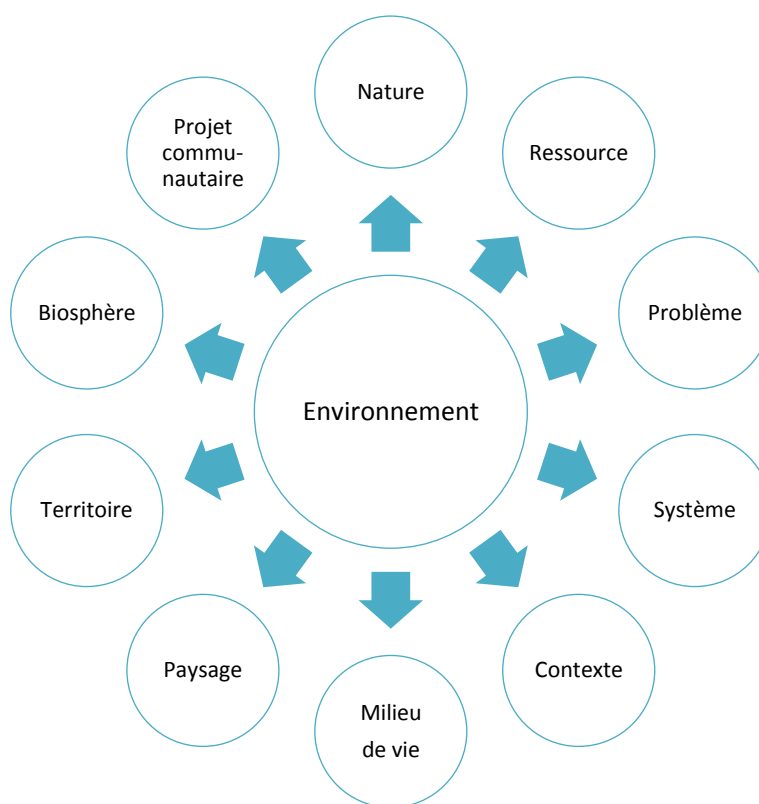 Nature
Ressource
Problème
Système
Contexte
Milieu
de vie
Paysage
Territoire
Biosphère
Projet
commu-
nautaire
Environnement